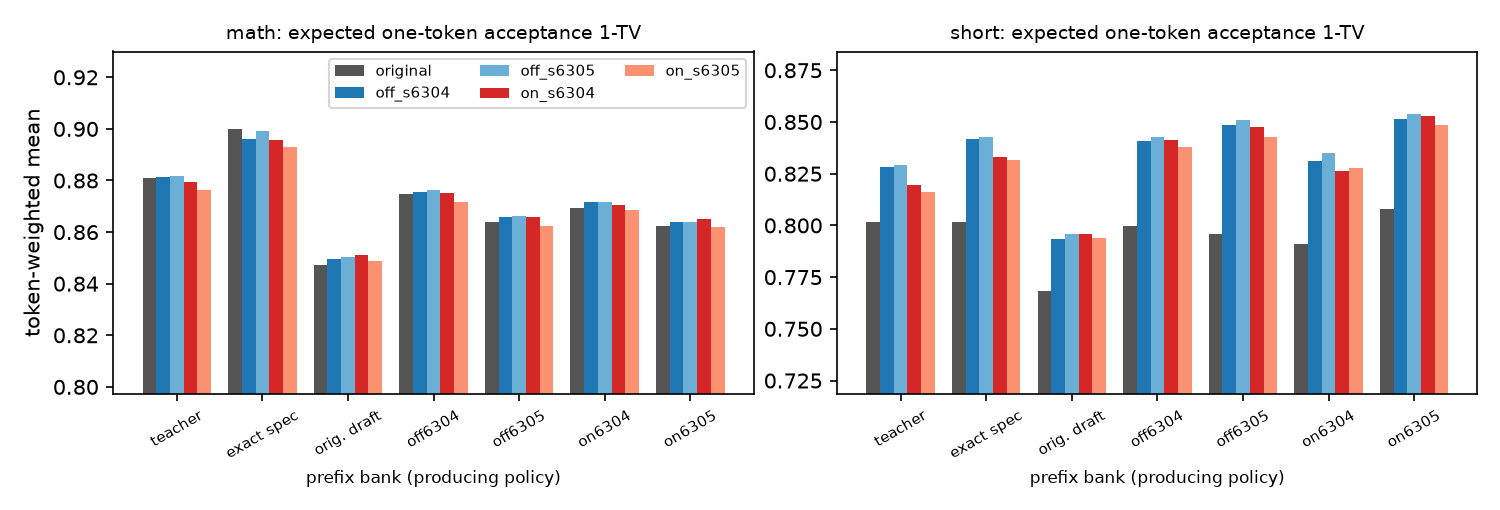 math: expected one-token acceptance 1-TV
token-weighted mean
0.92
0.90
0.88
0.86
0.84
0.82
0.80
original
off_s6304
off_s6305
on_s6304
on_s6305
teacher
exact spec
orig. draft
off6304
off6305
on6304
on6305
prefix bank (producing policy)
short: expected one-token acceptance 1-TV
0.875
0.850
0.825
0.800
0.775
0.750
0.725
teacher
exact spec
orig. draft
off6304
off6305
on6304
on6305
prefix bank (producing policy)